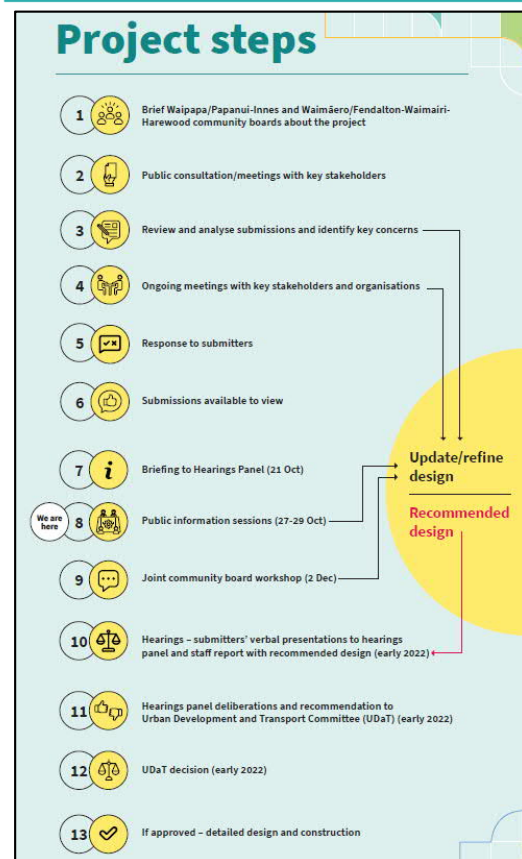 Project steps
1
Brief Waipapa/Papanui-Innes and Waimāero/Fendalton-Waimairi-
Harewood community boards about the project
2
Public consultation/meetings with key stakeholders
3
Review and analyse submissions and identify key concerns
4
Ongoing meetings with key stakeholders and organisations
5
Response to submitters
6
Submissions available to view
7
i
Briefing to Hearings Panel (21 Oct)
We are
here
8
Public information sessions (27-29 Oct)
9
Joint community board workshop (2 Dec)
Update/refine
design
Recommended
design
10
Hearings – submitters' verbal presentations to hearings
panel and staff report with recommended design (early 2022)
11
Hearings panel deliberations and recommendation to
Urban Development and Transport Committee (UDaT) (early 2022)
12
UDaT decision (early 2022)
13
If approved – detailed design and construction